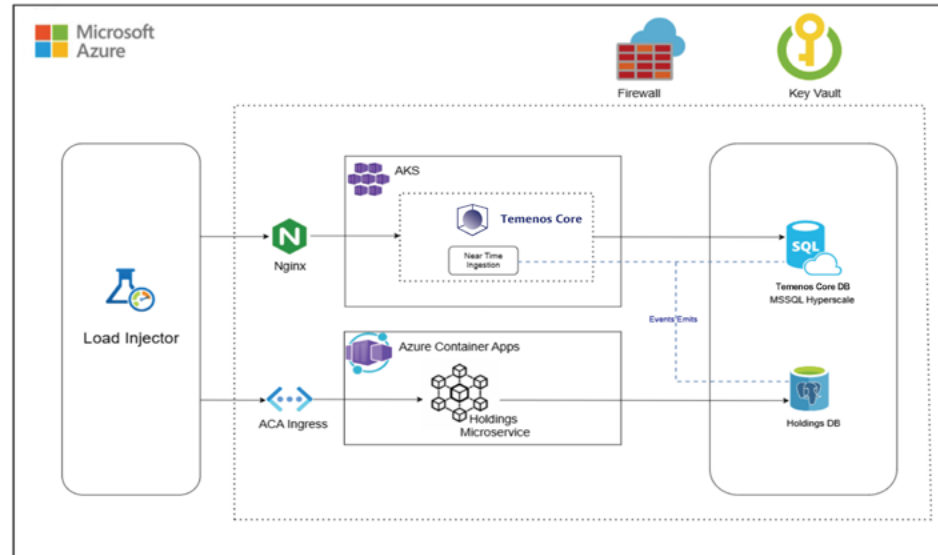 Microsoft
Azure
Firewall
Key Vault
AKS
Temenos Core
Near Time
Ingestion
Nginx
SQL
Temenos Core DB
MSSQL Hyperscale
Load Injector
Events Emits
Azure Container Apps
ACA Ingress
Holdings
Microservice
Holdings DB